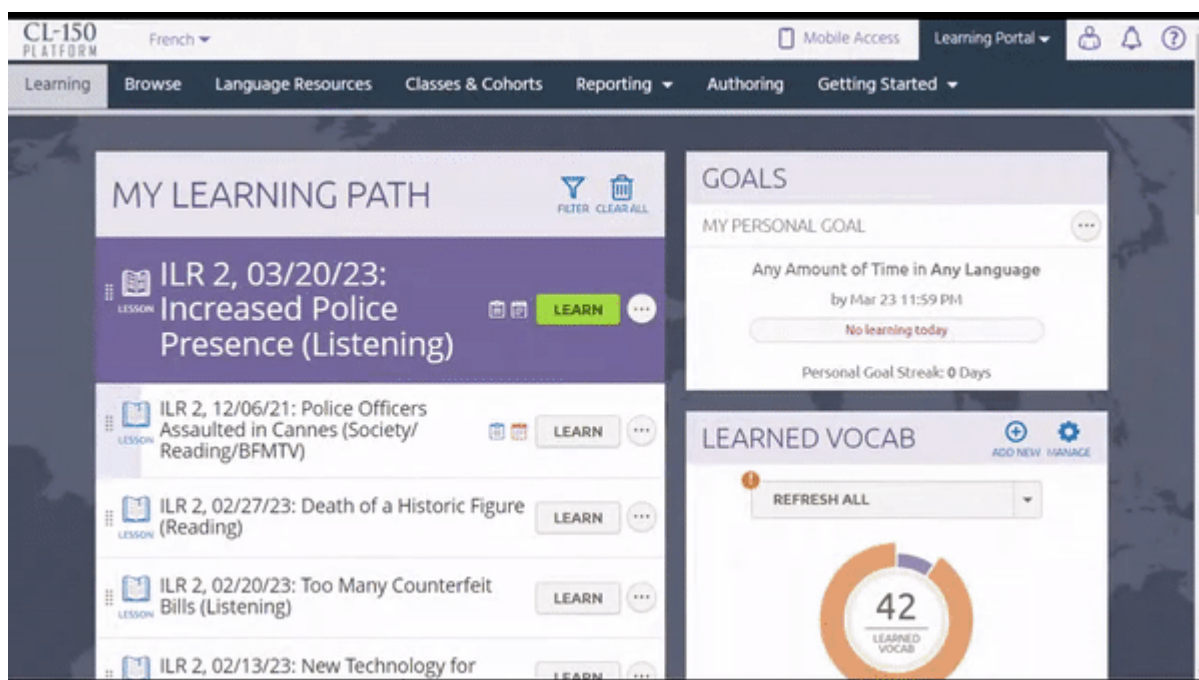 CL-150
PLATFORM
French
Mobile Access
Learning Portal
Learning
Browse
Language Resources
Classes & Cohorts
Reporting
Authoring
Getting Started
MY LEARNING PATH
FILTER
CLEAR ALL
LESSON
ILR 2, 03/20/23:
Increased Police
Presence (Listening)
LEARN
LESSON
ILR 2, 12/06/21: Police Officers
Assaulted in Cannes (Society/
Reading/BFMTV)
LEARN
LESSON
ILR 2, 02/27/23: Death of a Historic Figure
(Reading)
LEARN
LESSON
ILR 2, 02/20/23: Too Many Counterfeit
Bills (Listening)
LEARN
ILR 2, 02/13/23: New Technology for
LEARN
GOALS
MY PERSONAL GOAL
Any Amount of Time in Any Language
by Mar 23 11:59 PM
No learning today
Personal Goal Streak: 0 Days
LEARNED VOCAB
ADD NEW
MANAGE
REFRESH ALL
42
LEARNED
VOCAB